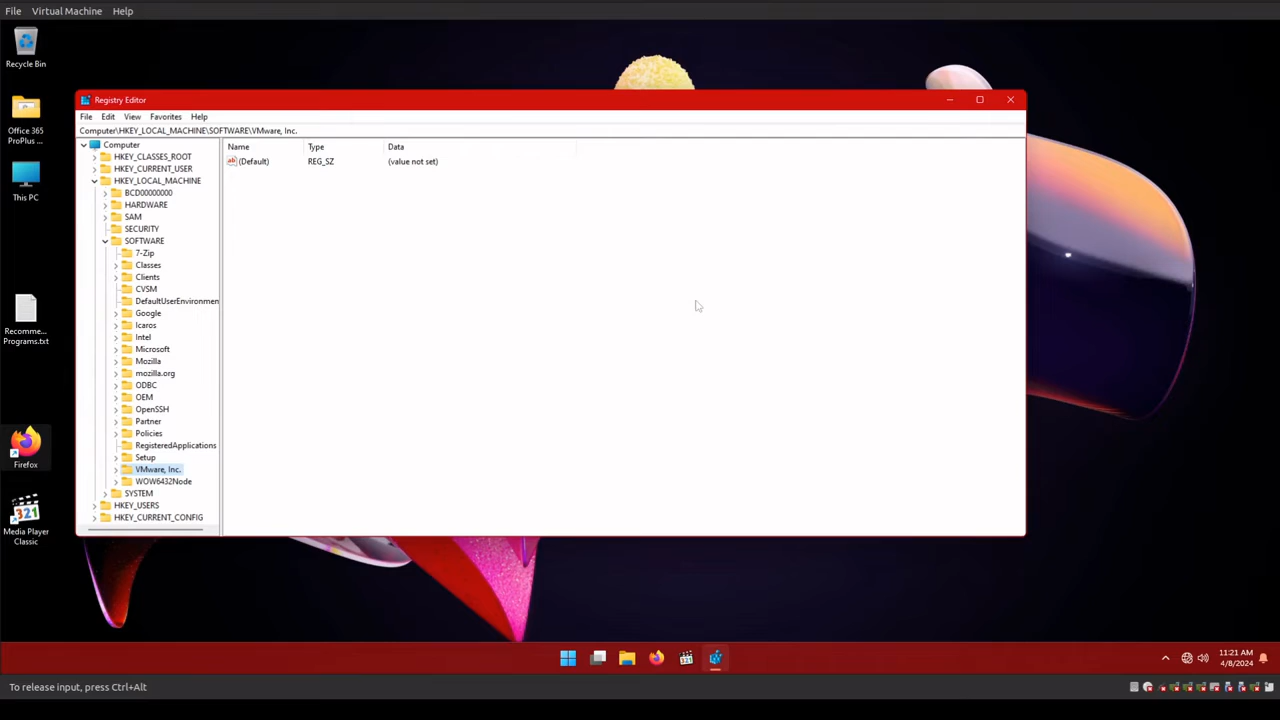 File Virtual Machine Help
Recycle Bin
Office 365
ProPlus ...
This PC
Recomme...
Programs.txt
Firefox
Media Player
Classic
Registry Editor
File Edit View Favorites Help
Computer\HKEY_LOCAL_MACHINE\SOFTWARE\VMware, Inc.
Computer
HKEY_CLASSES_ROOT
HKEY_CURRENT_USER
HKEY_LOCAL_MACHINE
BCD00000000
HARDWARE
SAM
SECURITY
SOFTWARE
7-Zip
Classes
Clients
CVSM
DefaultUserEnvironmen
Google
Icaros
Intel
Microsoft
Mozilla
mozilla.org
ODBC
OEM
OpenSSH
Partner
Policies
RegisteredApplications
Setup
VMware, Inc.
WOW6432Node
SYSTEM
HKEY_USERS
HKEY_CURRENT_CONFIG
Name Type Data
ab (Default) REG_SZ (value not set)
321
321
11:21 AM
4/8/2024
To release input, press Ctrl+Alt